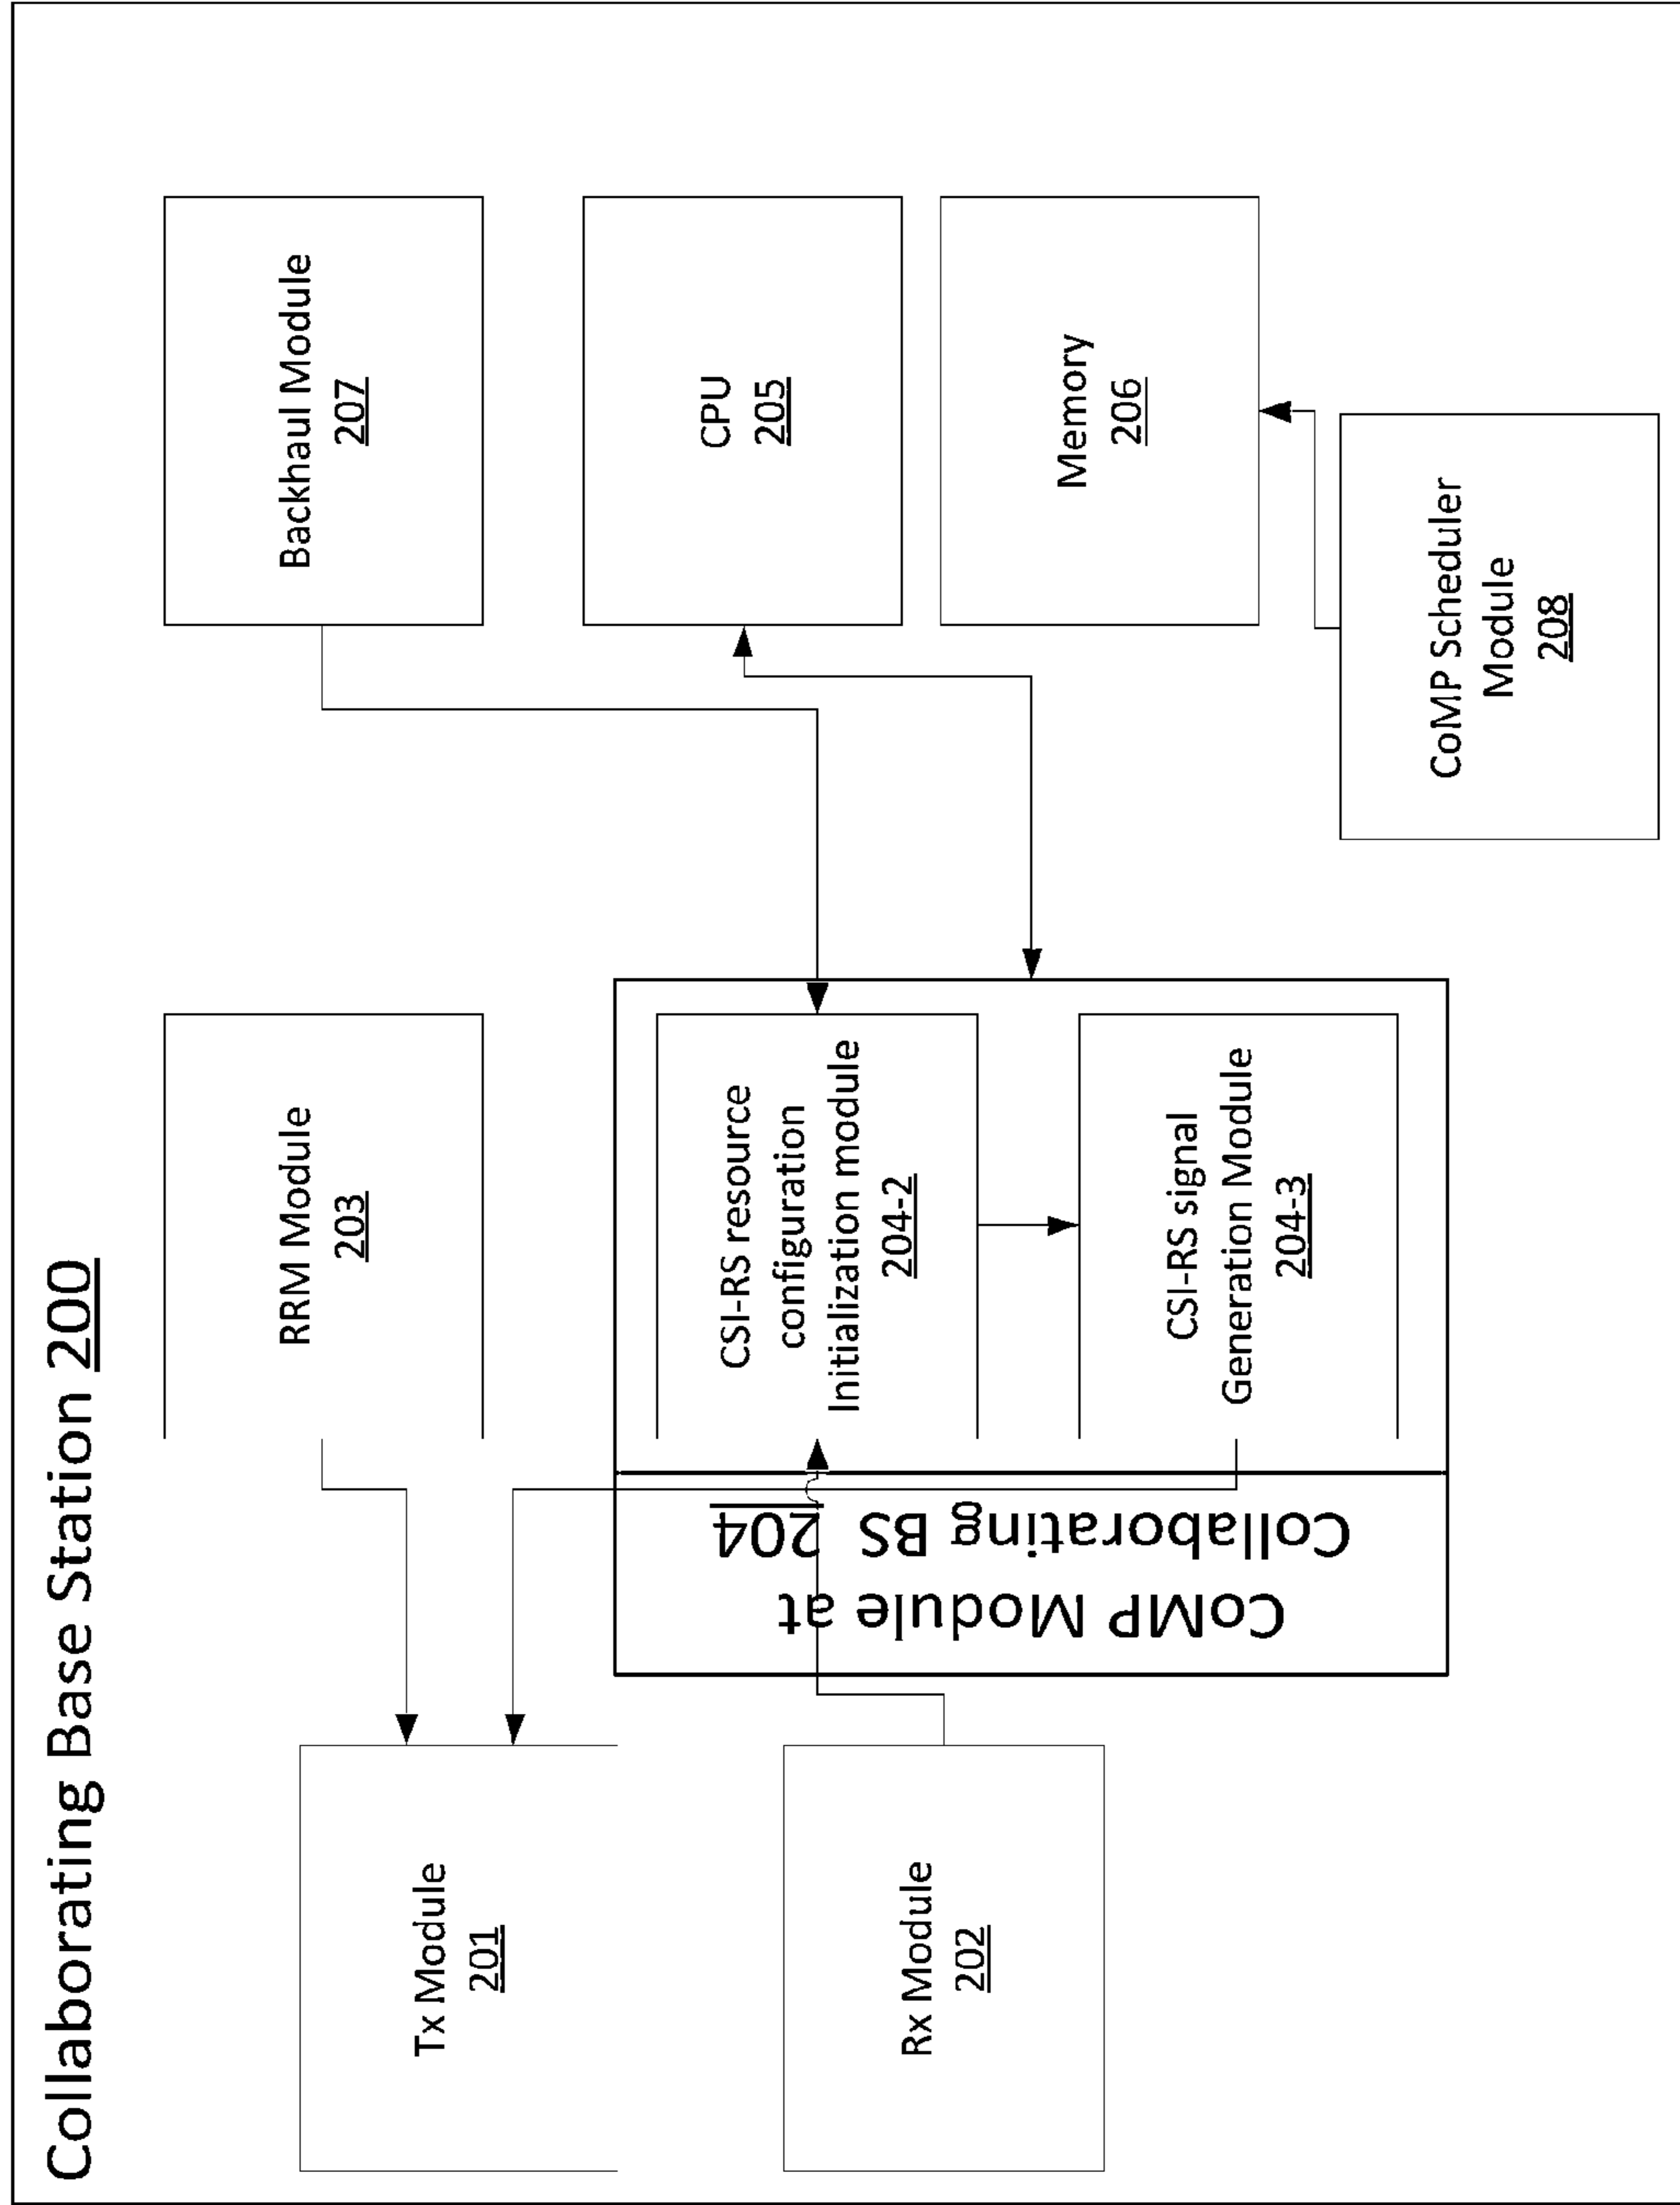 Collaborating Base Station 200
Tx Module
201
Rx Module
202
RRM Module
203
CoMP Module at
Collaborating BS 204
CSI-RS resource
configuration
Initialization module
204-2
CSI-RS signal
Generation Module
204-3
Backhaul Module
207
CPU
205
Memory
206
CoMP Scheduler
Module
208